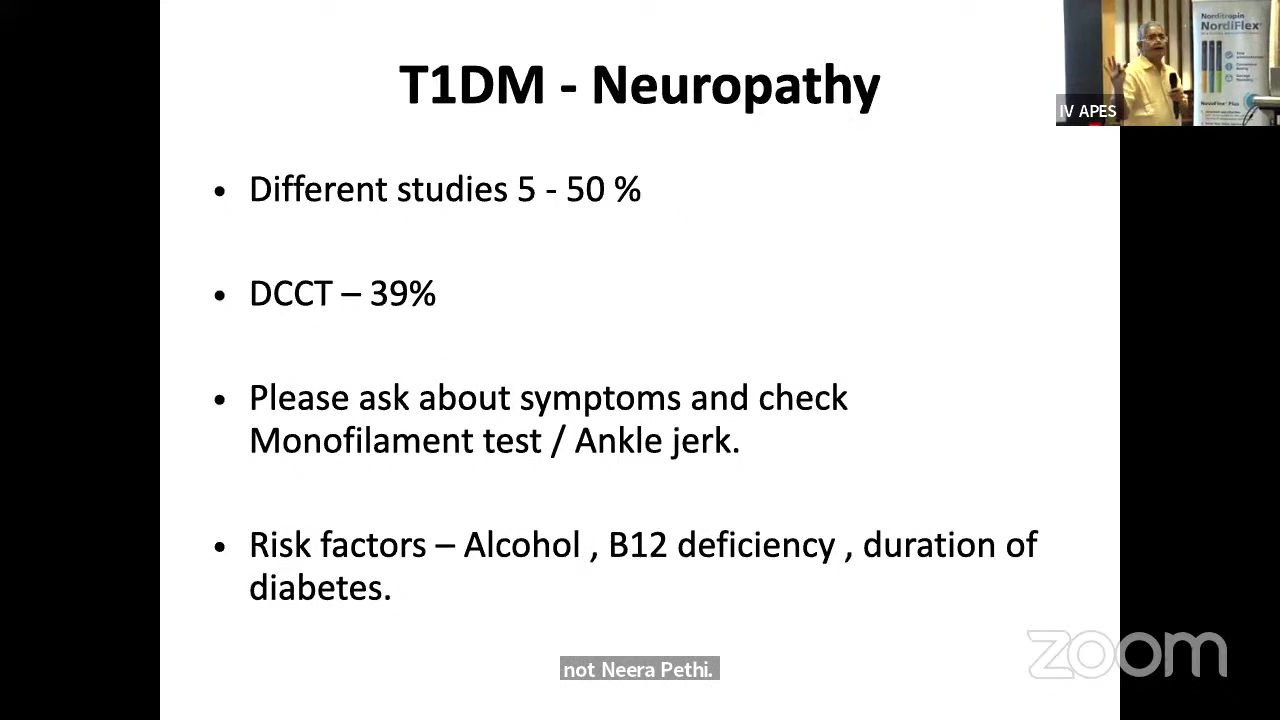 T1DM - Neuropathy
Norditropin
NordiFlex
IV APES
• Different studies 5 - 50 %
• DCCT – 39%
• Please ask about symptoms and check
Monofilament test / Ankle jerk.
• Risk factors – Alcohol , B12 deficiency , duration of
diabetes.
zoom
not Neera Pethi.